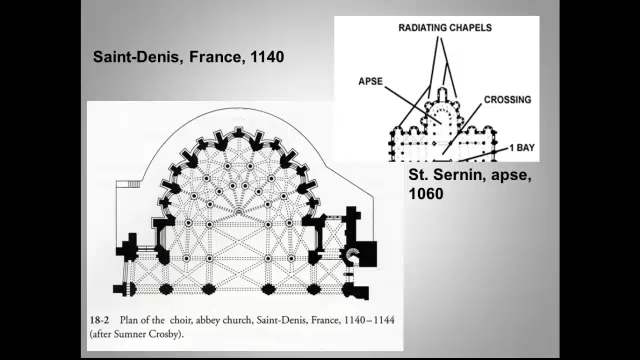 Saint-Denis, France, 1140
RADIATING CHAPELS
APSE
CROSSING
1 BAY
St. Sernin, apse,
1060
18-2 Plan of the choir, abbey church, Saint-Denis, France, 1140–1144
(after Sumner Crosby).